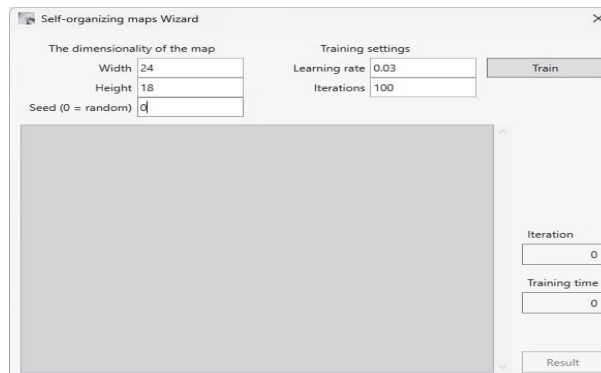 Self-organizing maps Wizard
The dimensionality of the map
Training settings
Width 24
Learning rate 0.03
Train
Height 18
Iterations 100
Seed (0 = random) 0
Iteration
0
Training time
0
Result